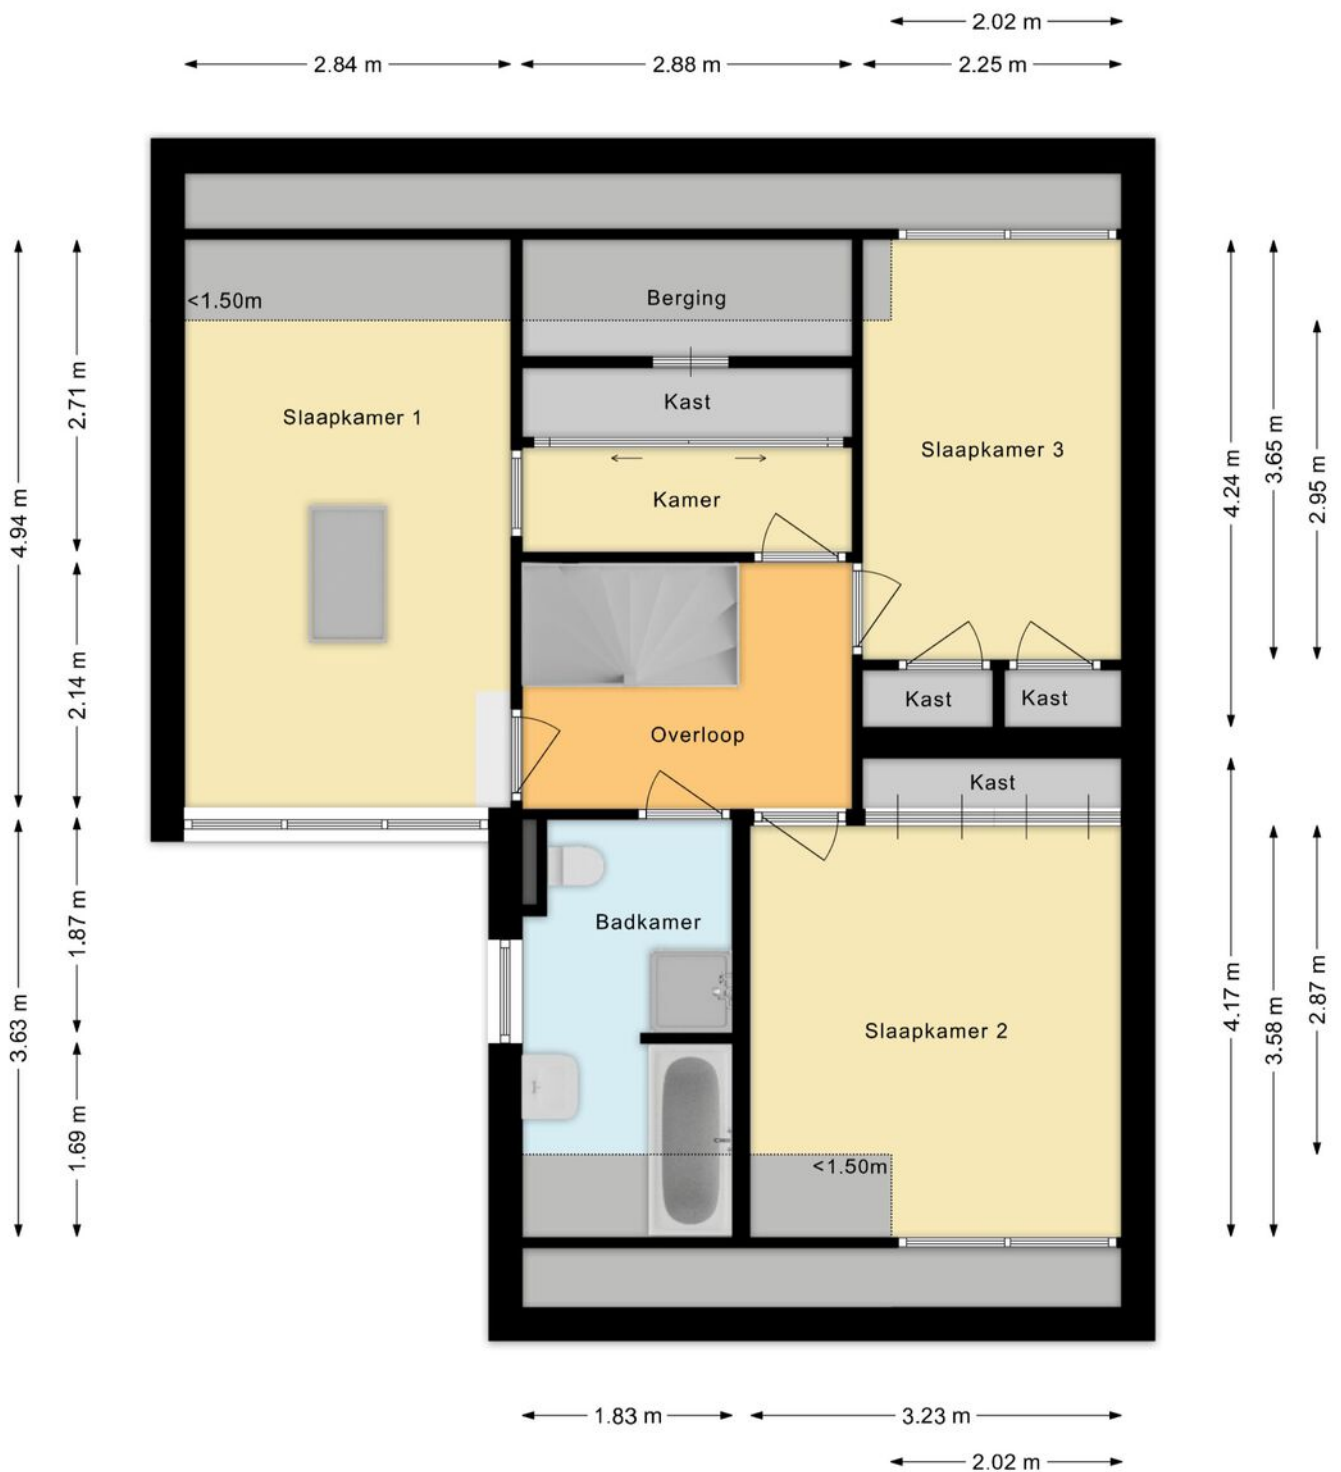 2.02 m
2.84 m
2.88 m
2.25 m
<1.50m
Berging
Kast
Slaapkamer 1
Slaapkamer 3
Kamer
Kast
Kast
Overloop
Kast
Badkamer
Slaapkamer 2
<1.50m
4.94 m
2.71 m
2.14 m
3.63 m
1.87 m
1.69 m
4.24 m
3.65 m
2.95 m
4.17 m
3.58 m
2.87 m
1.83 m
3.23 m
2.02 m